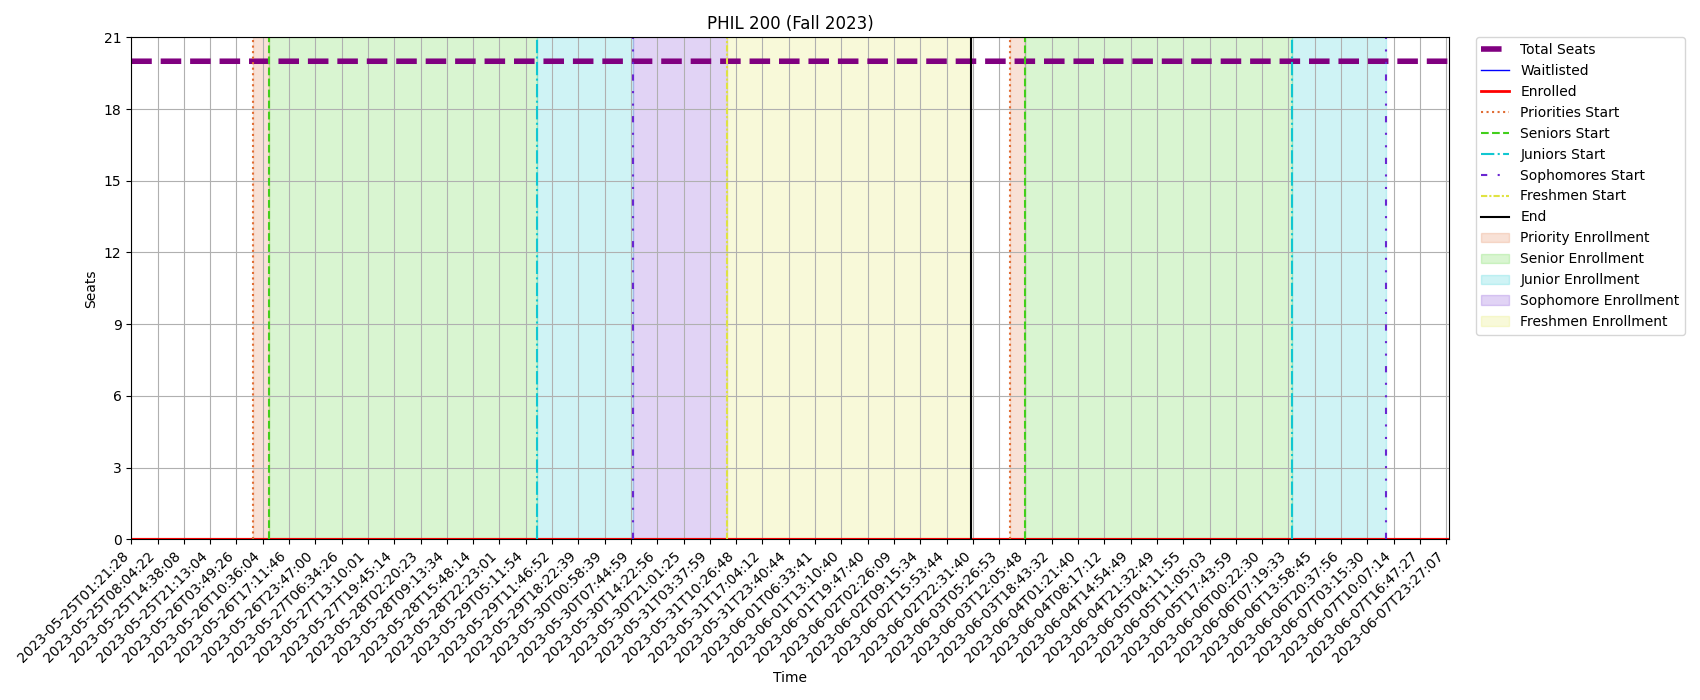 PHIL 200 (Fall 2023)
21
18
15
12
9
6
3
0
Seats
2023-05-25T01:21:28
2023-05-25T08:04:22
2023-05-25T14:38:08
2023-05-25T21:13:04
2023-05-26T03:49:26
2023-05-26T10:36:04
2023-05-26T17:11:46
2023-05-26T23:47:00
2023-05-27T06:34:26
2023-05-27T13:10:01
2023-05-27T19:45:14
2023-05-28T02:20:23
2023-05-28T09:13:34
2023-05-28T15:48:14
2023-05-28T22:23:01
2023-05-29T05:11:54
2023-05-29T11:46:52
2023-05-29T18:22:39
2023-05-30T00:58:39
2023-05-30T07:44:59
2023-05-30T14:22:56
2023-05-30T21:01:25
2023-05-31T03:37:59
2023-05-31T10:26:48
2023-05-31T17:04:12
2023-05-31T23:40:44
2023-06-01T06:33:41
2023-06-01T13:10:40
2023-06-01T19:47:40
2023-06-02T02:26:09
2023-06-02T09:15:34
2023-06-02T15:53:44
2023-06-02T22:31:40
2023-06-03T05:26:53
2023-06-03T12:05:48
2023-06-03T18:43:32
2023-06-04T01:21:40
2023-06-04T08:17:12
2023-06-04T14:54:49
2023-06-04T21:32:49
2023-06-05T04:11:55
2023-06-05T11:05:03
2023-06-05T17:43:59
2023-06-06T00:22:30
2023-06-06T07:19:33
2023-06-06T13:58:45
2023-06-06T20:37:56
2023-06-07T03:15:30
2023-06-07T10:07:14
2023-06-07T16:47:27
2023-06-07T23:27:07
Time
Total Seats
Waitlisted
Enrolled
Priorities Start
Seniors Start
Juniors Start
Sophomores Start
Freshmen Start
End
Priority Enrollment
Senior Enrollment
Junior Enrollment
Sophomore Enrollment
Freshmen Enrollment